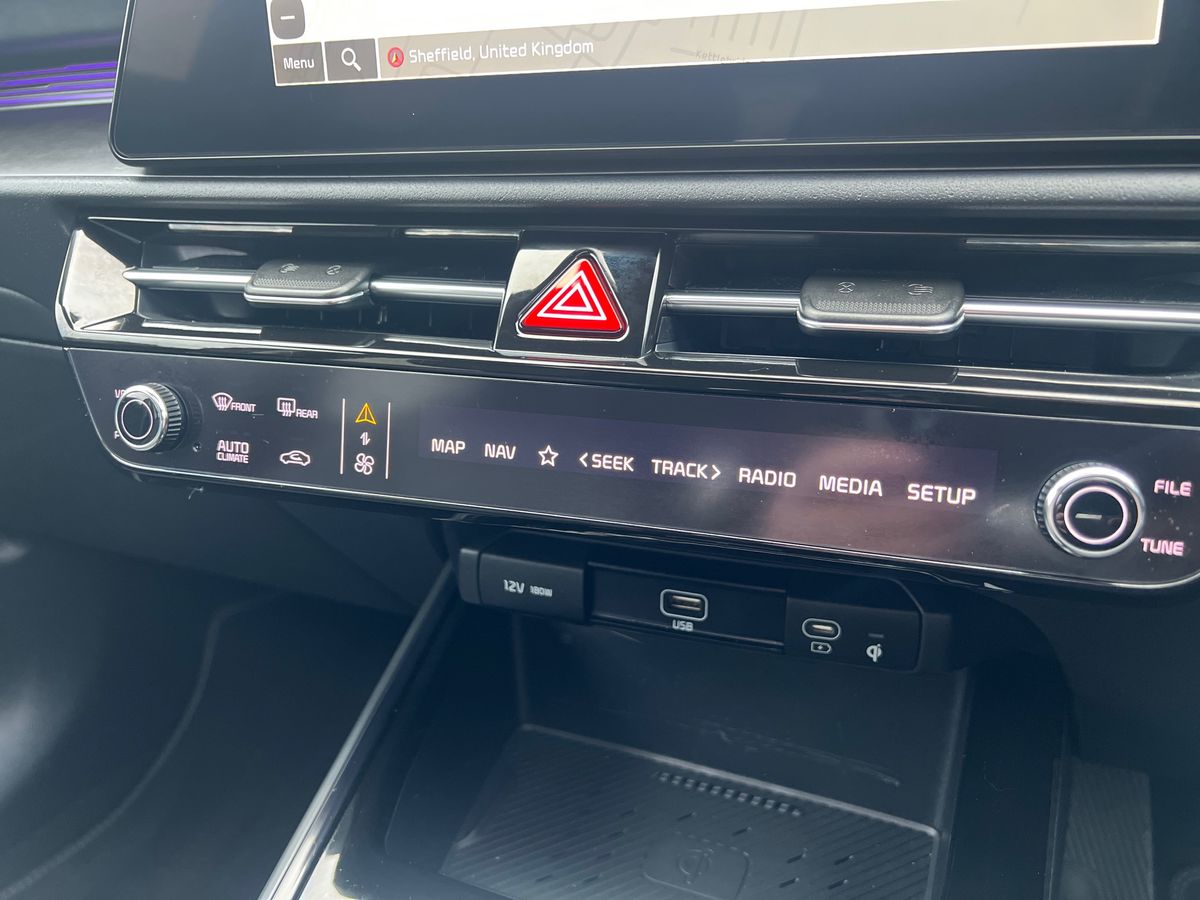 Menu
Sheffield, United Kingdom
FRONT
REAR
AUTO
CLIMATE
MAP NAV <SEEK TRACK> RADIO MEDIA SETUP
FILE
TUNE
12V 180W
USB